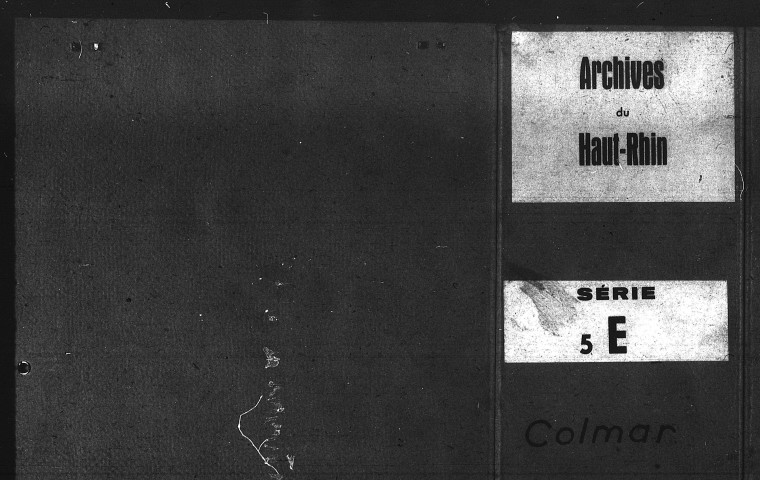 Archives
du
Haut-Rhin
SÉRIE
5 E
Colmar